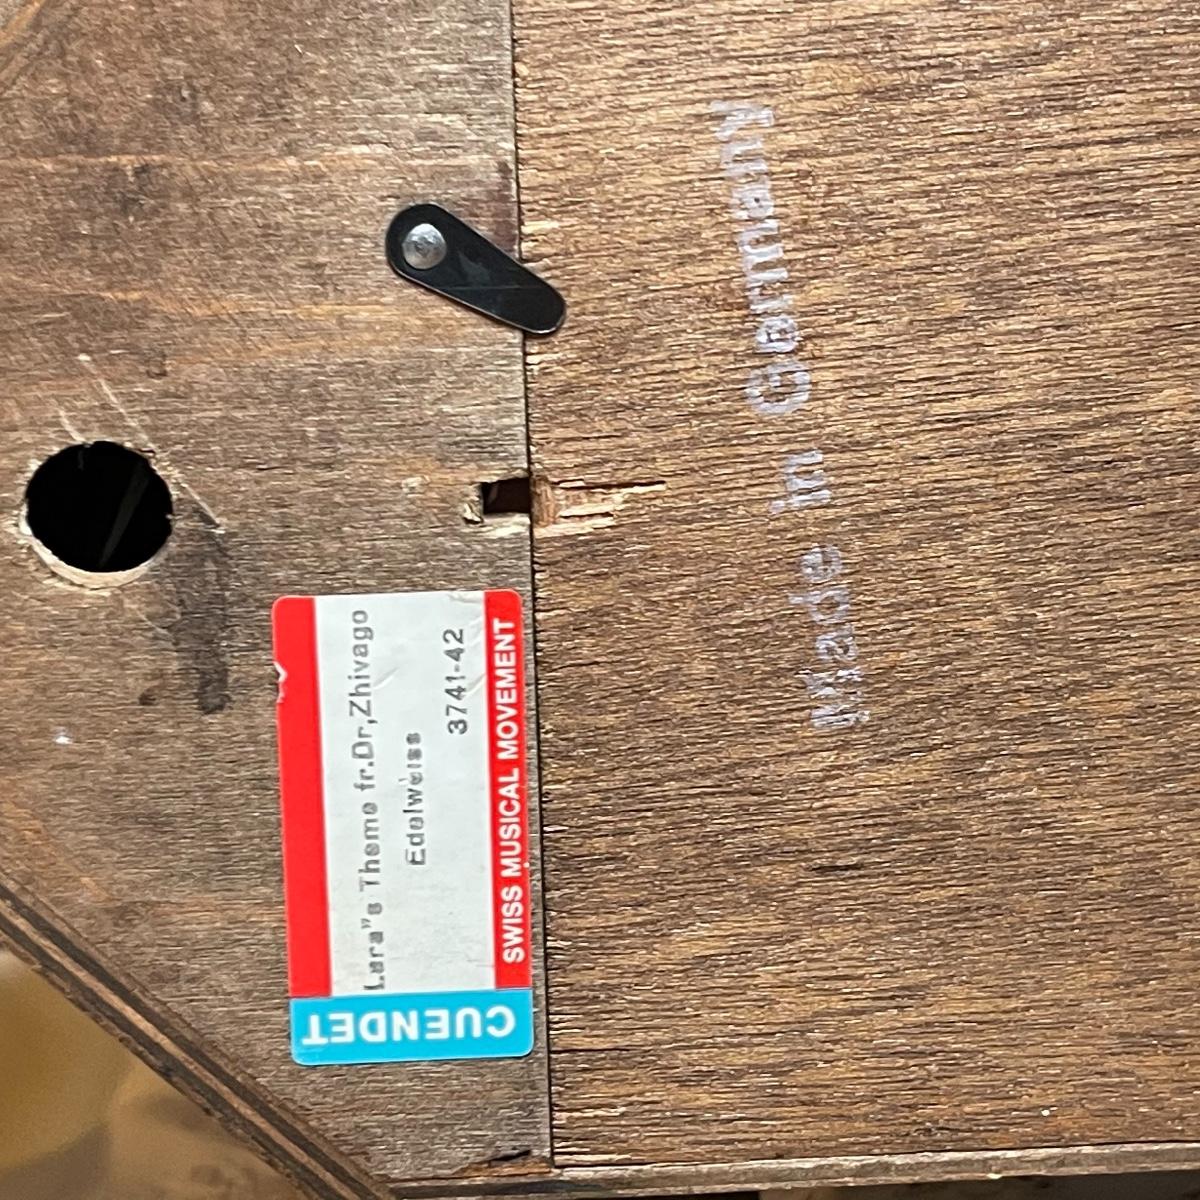 CUENDET
Lara"s Theme fr.Dr,Zhivago
Edelweiss
3741-42
SWISS MUSICAL MOVEMENT
Made in Germany